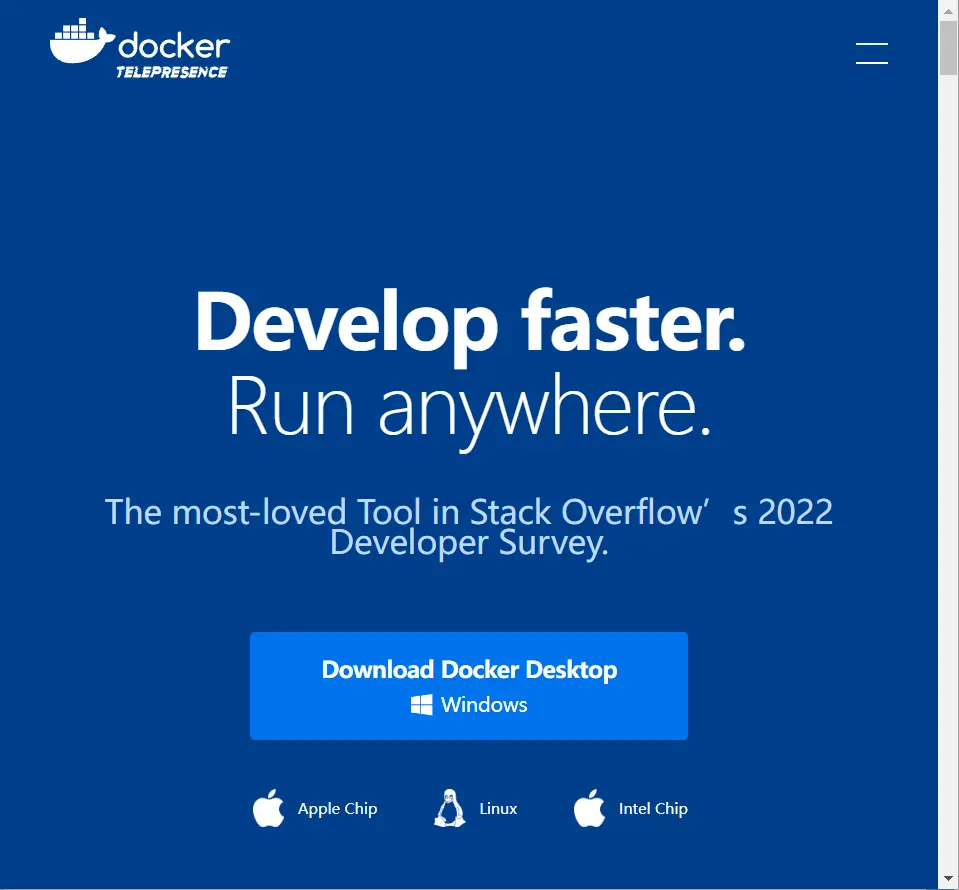 docker
TELEPRESENCE
Develop faster.
Run anywhere.
The most-loved Tool in Stack Overflow’s 2022
Developer Survey.
Download Docker Desktop
Windows
Apple Chip
Linux
Intel Chip